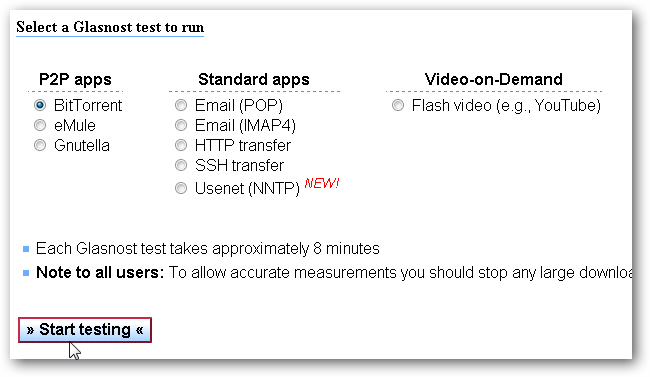 Select a Glasnost test to run
P2P apps
BitTorrent
eMule
Gnutella
Standard apps
Email (POP)
Email (IMAP4)
HTTP transfer
SSH transfer
Usenet (NNTP) NEW!
Video-on-Demand
Flash video (e.g., YouTube)
Each Glasnost test takes approximately 8 minutes
Note to all users: To allow accurate measurements you should stop any large
» Start testing «